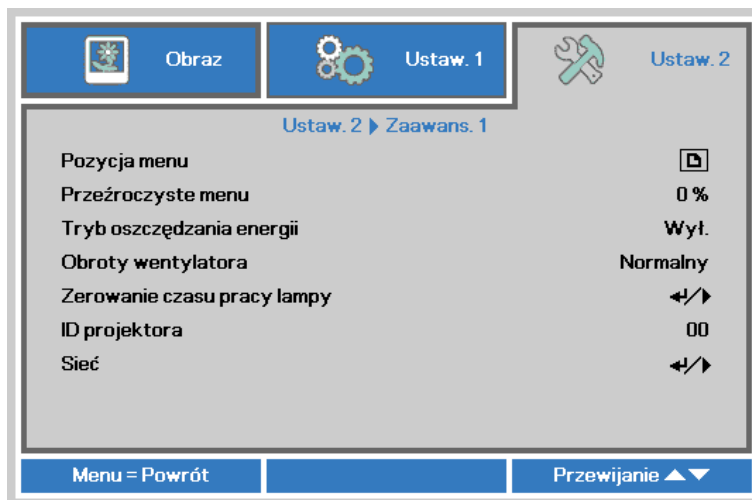 Obraz
Ustaw. 1
Ustaw. 2
Ustaw. 2 Zaawans. 1
Pozycja menu
Przeźroczyste menu 0 %
Tryb oszczędzania energii Wył.
Obroty wentylatora Normalny
Zerowanie czasu pracy lampy
ID projektora 00
Sieć
Menu = Powrót
Przewijanie